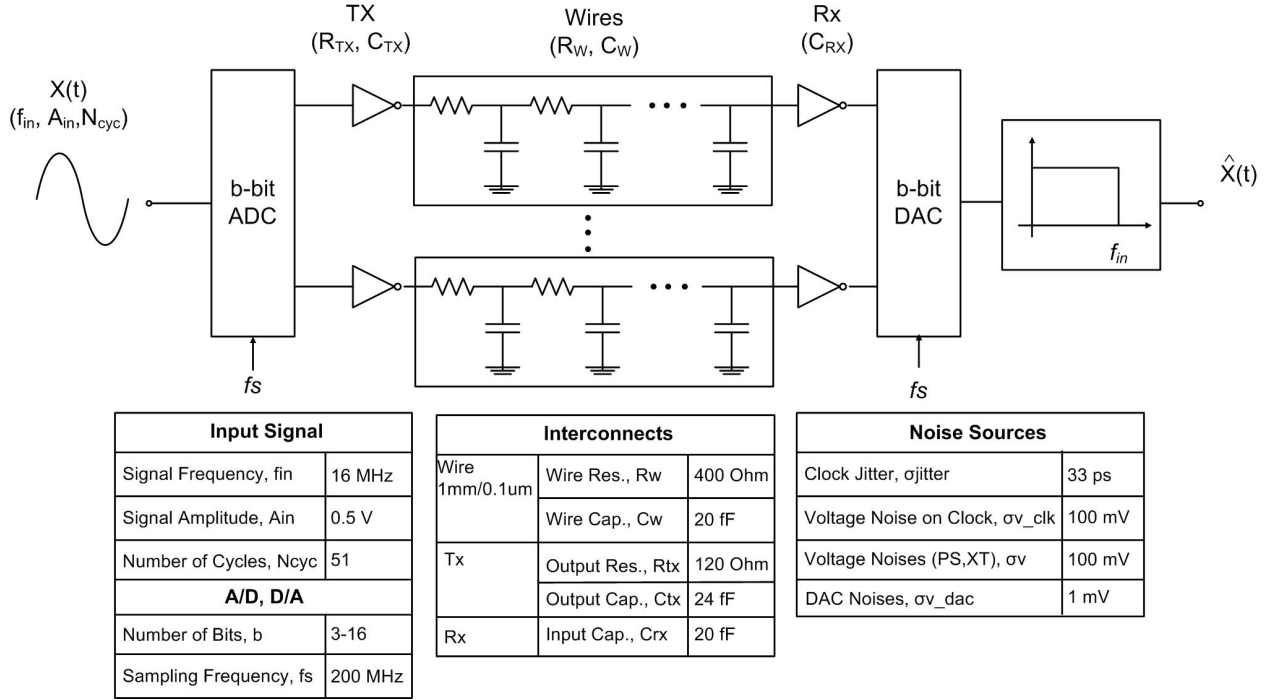 TX
(R_TX, C_TX)
Wires
(R_W, C_W)
Rx
(C_RX)
X(t)
(f_in, A_in,N_cyc)
b-bit
ADC
b-bit
DAC
f_in
X̂(t)
fs
fs
Input Signal
Signal Frequency, fin 16 MHz
Signal Amplitude, Ain 0.5 V
Number of Cycles, Ncyc 51
A/D, D/A
Number of Bits, b 3-16
Sampling Frequency, fs 200 MHz
Interconnects
Wire
1mm/0.1um
Wire Res., Rw 400 Ohm
Wire Cap., Cw 20 fF
Tx Output Res., Rtx 120 Ohm
Output Cap., Ctx 24 fF
Rx Input Cap., Crx 20 fF
Noise Sources
Clock Jitter, σjitter 33 ps
Voltage Noise on Clock, σv_clk 100 mV
Voltage Noises (PS,XT), σv 100 mV
DAC Noises, σv_dac 1 mV